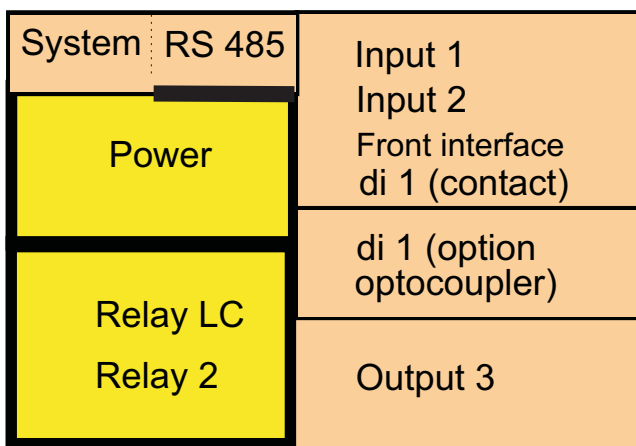 System RS 485
Power
Relay LC
Relay 2
Input 1
Input 2
Front interface
di 1 (contact)
di 1 (option
optocoupler)
Output 3